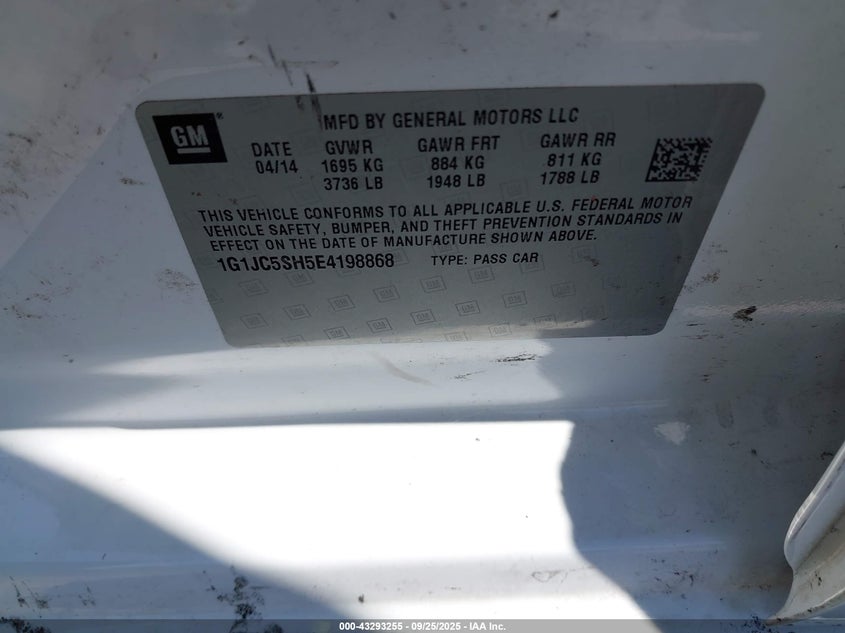 GM®
MFD BY GENERAL MOTORS LLC
DATE GVWR GAWR FRT GAWR RR
04/14 1695 KG 884 KG 811 KG
3736 LB 1948 LB 1788 LB
THIS VEHICLE CONFORMS TO ALL APPLICABLE U.S. FEDERAL MOTOR
VEHICLE SAFETY, BUMPER, AND THEFT PREVENTION STANDARDS IN
EFFECT ON THE DATE OF MANUFACTURE SHOWN ABOVE.
1G1JC5SH5E4198868 TYPE: PASS CAR
000-43293255 - 09/25/2025 - IAA Inc.